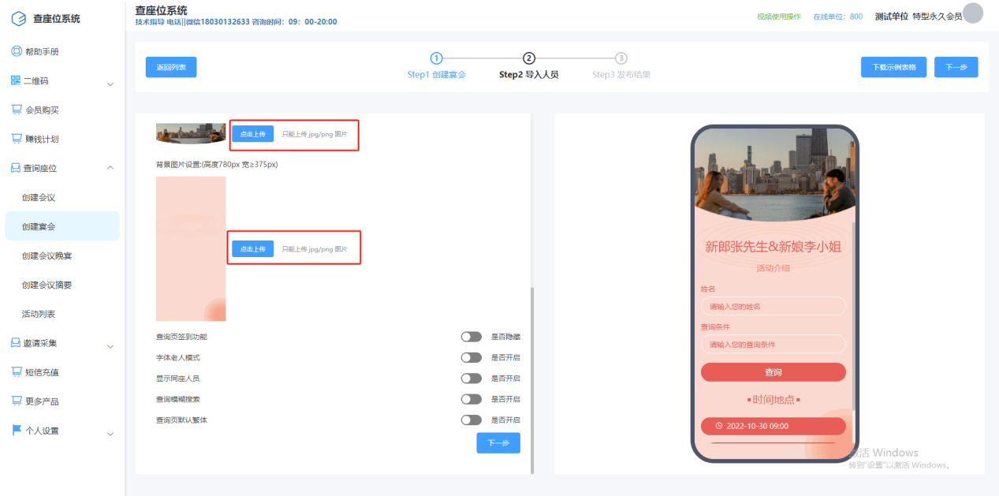 查座位系统
帮助手册
二维码
会员购买
赚钱计划
查询座位
创建会议
创建宴会
创建会议晚宴
创建会议摘要
活动列表
邀请采集
短信充值
更多产品
个人设置
查座位系统
技术指导 电话||微信18030132633 咨询时间：09：00-20:00
视频使用操作 在线单位：800 测试单位 特型永久会员
返回列表
1 2 3
Step1 创建宴会 Step2 导入人员 Step3 发布结果
下载示例表格 下一步
点击上传 只能上传 jpg/png 图片
背景图片设置:(高度780px 宽≥375px)
点击上传 只能上传 jpg/png 图片
查询页签到功能 是否隐藏
字体老人模式 是否开启
显示同座人员 是否开启
查询模糊搜索 是否开启
查询页默认繁体 是否开启
下一步
新郎张先生&新娘李小姐
活动介绍
姓名
请输入您的姓名
查询条件
请输入您的查询条件
查询
时间地点
2022-10-30 09:00
激活 Windows
转到"设置"以激活 Windows。